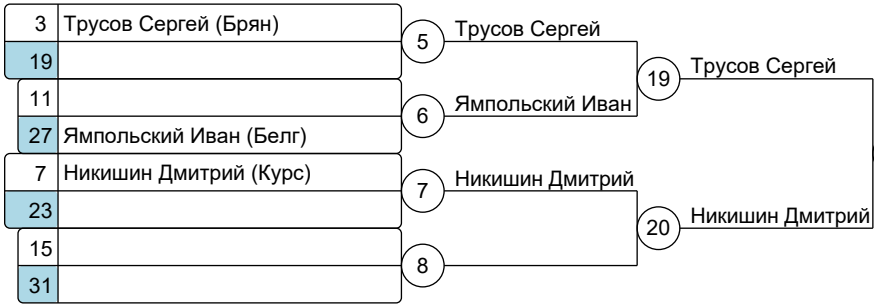 3 Трусов Сергей (Брян)
19
11
27 Ямпольский Иван (Белг)
7 Никишин Дмитрий (Курс)
23
15
31
5 Трусов Сергей
6 Ямпольский Иван
7 Никишин Дмитрий
8
19 Трусов Сергей
20 Никишин Дмитрий